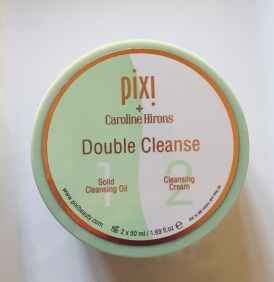 pixi
+
Caroline Hirons
Double Cleanse
1
Solid
Cleansing Oil
2
Cleansing
Cream
www.pixibeauty.com
2 x 50 ml / 1.69 fl.oz ℮